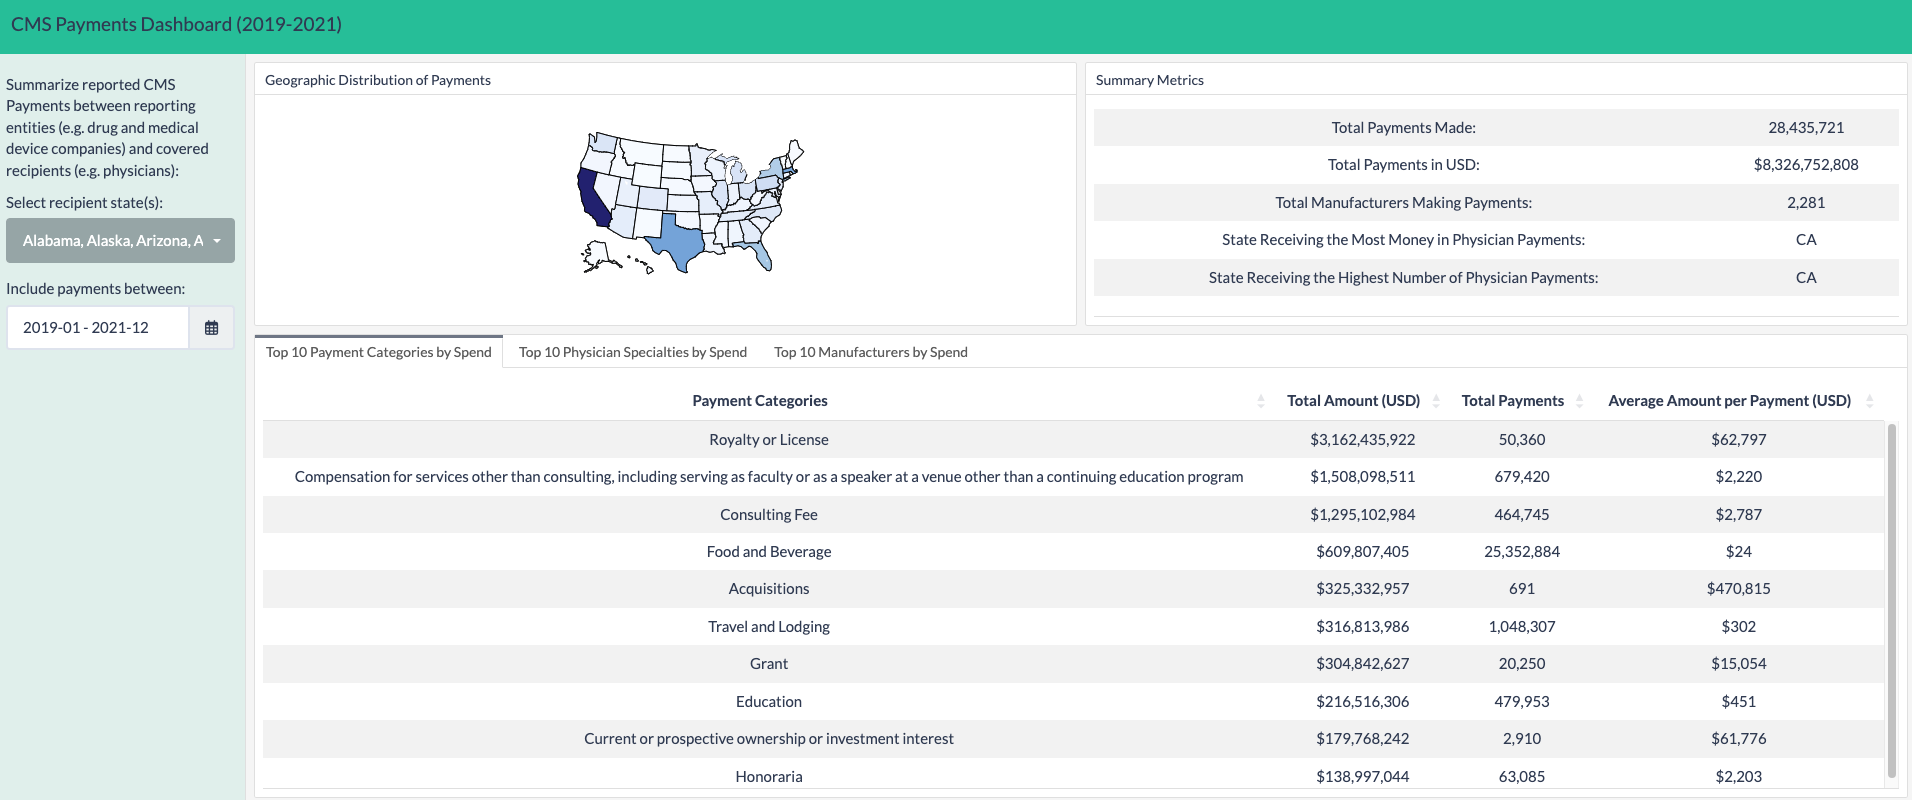 CMS Payments Dashboard (2019-2021)
Summarize reported CMS
Payments between reporting
entities (e.g. drug and medical
device companies) and covered
recipients (e.g. physicians):
Select recipient state(s):
Alabama, Alaska, Arizona, A
Include payments between:
2019-01 - 2021-12
Geographic Distribution of Payments
Summary Metrics
Total Payments Made: 28,435,721
Total Payments in USD: $8,326,752,808
Total Manufacturers Making Payments: 2,281
State Receiving the Most Money in Physician Payments: CA
State Receiving the Highest Number of Physician Payments: CA
Top 10 Payment Categories by Spend Top 10 Physician Specialties by Spend Top 10 Manufacturers by Spend
Payment Categories Total Amount (USD) Total Payments Average Amount per Payment (USD)
Royalty or License $3,162,435,922 50,360 $62,797
Compensation for services other than consulting, including serving as faculty or as a speaker at a venue other than a continuing education program $1,508,098,511 679,420 $2,220
Consulting Fee $1,295,102,984 464,745 $2,787
Food and Beverage $609,807,405 25,352,884 $24
Acquisitions $325,332,957 691 $470,815
Travel and Lodging $316,813,986 1,048,307 $302
Grant $304,842,627 20,250 $15,054
Education $216,516,306 479,953 $451
Current or prospective ownership or investment interest $179,768,242 2,910 $61,776
Honoraria $138,997,044 63,085 $2,203